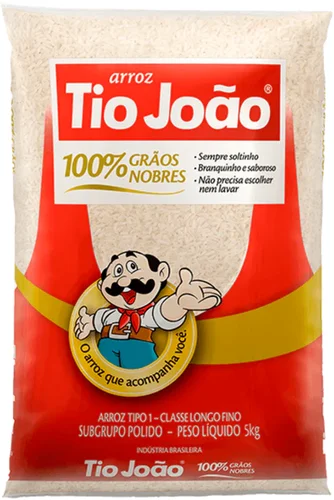 arroz
Tio João®
100% GRÃOS
NOBRES
• Sempre soltinho
• Branquinho e saboroso
• Não precisa escolher
nem lavar
O arroz que acompanha você.
ARROZ TIPO 1 – CLASSE LONGO FINO
SUBGRUPO POLIDO – PESO LÍQUIDO 5kg
INDÚSTRIA BRASILEIRA
Tio João® 100% GRÃOS
NOBRES